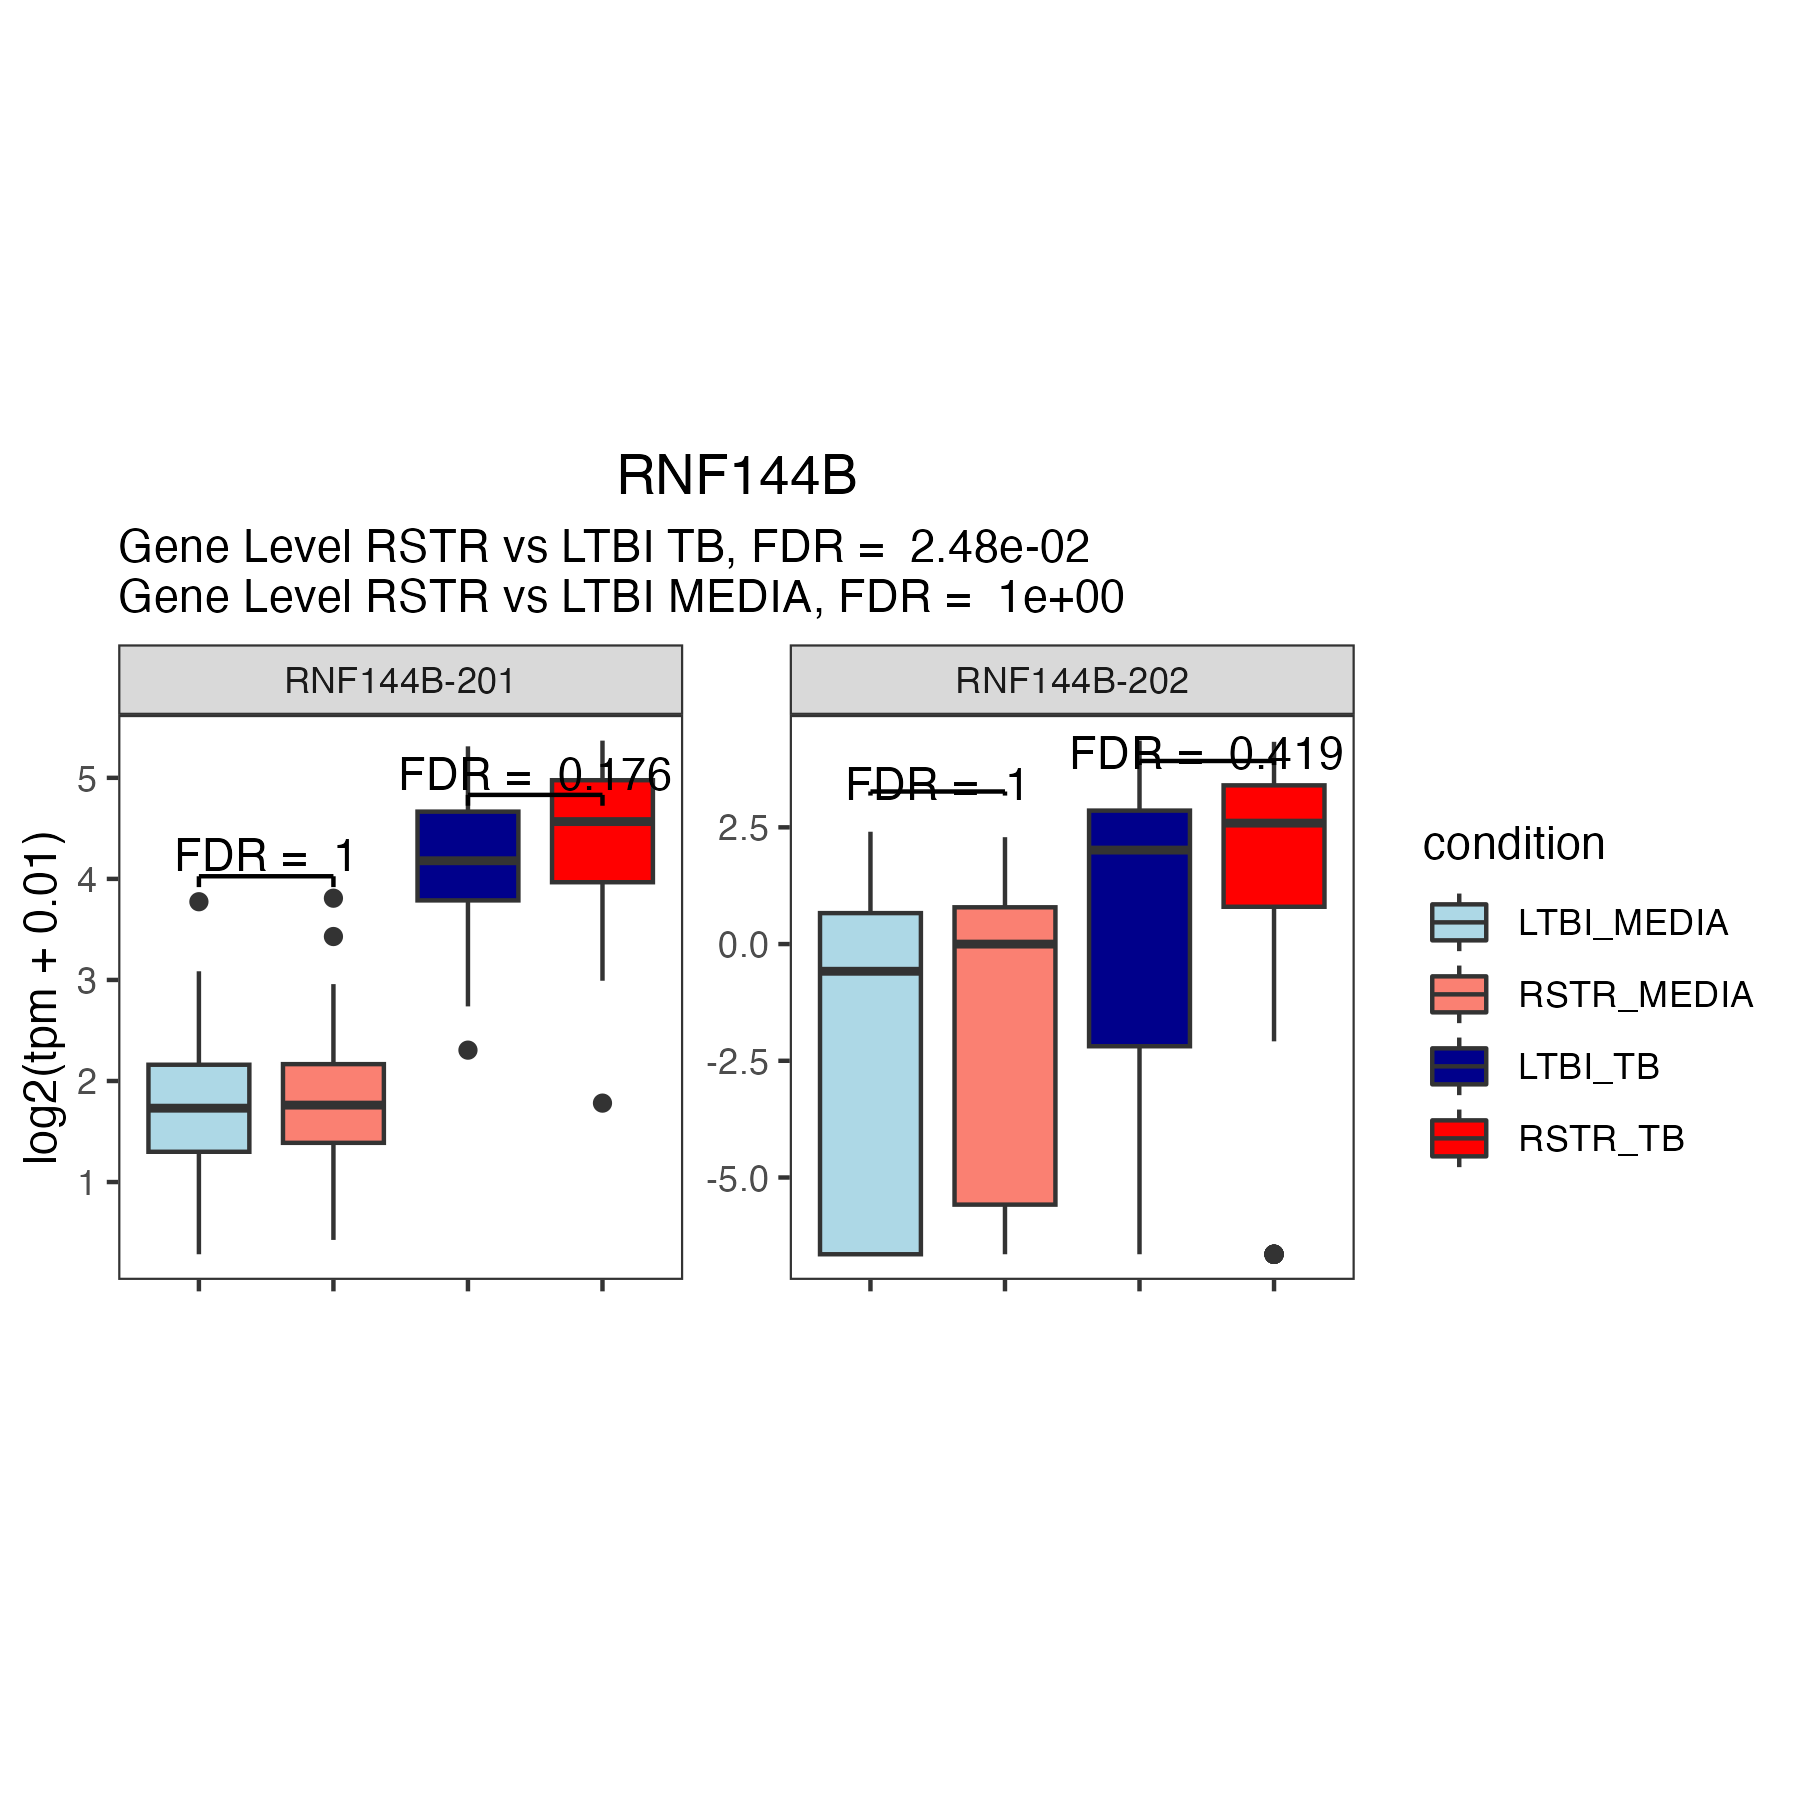 RNF144B
Gene Level RSTR vs LTBI TB, FDR =  2.48e-02
Gene Level RSTR vs LTBI MEDIA, FDR =  1e+00
RNF144B-201
RNF144B-202
log2(tpm + 0.01)
5
4
3
2
1
FDR =  1
FDR =  0.176
2.5
0.0
-2.5
-5.0
FDR =  1
FDR =  0.419
condition
LTBI_MEDIA
RSTR_MEDIA
LTBI_TB
RSTR_TB